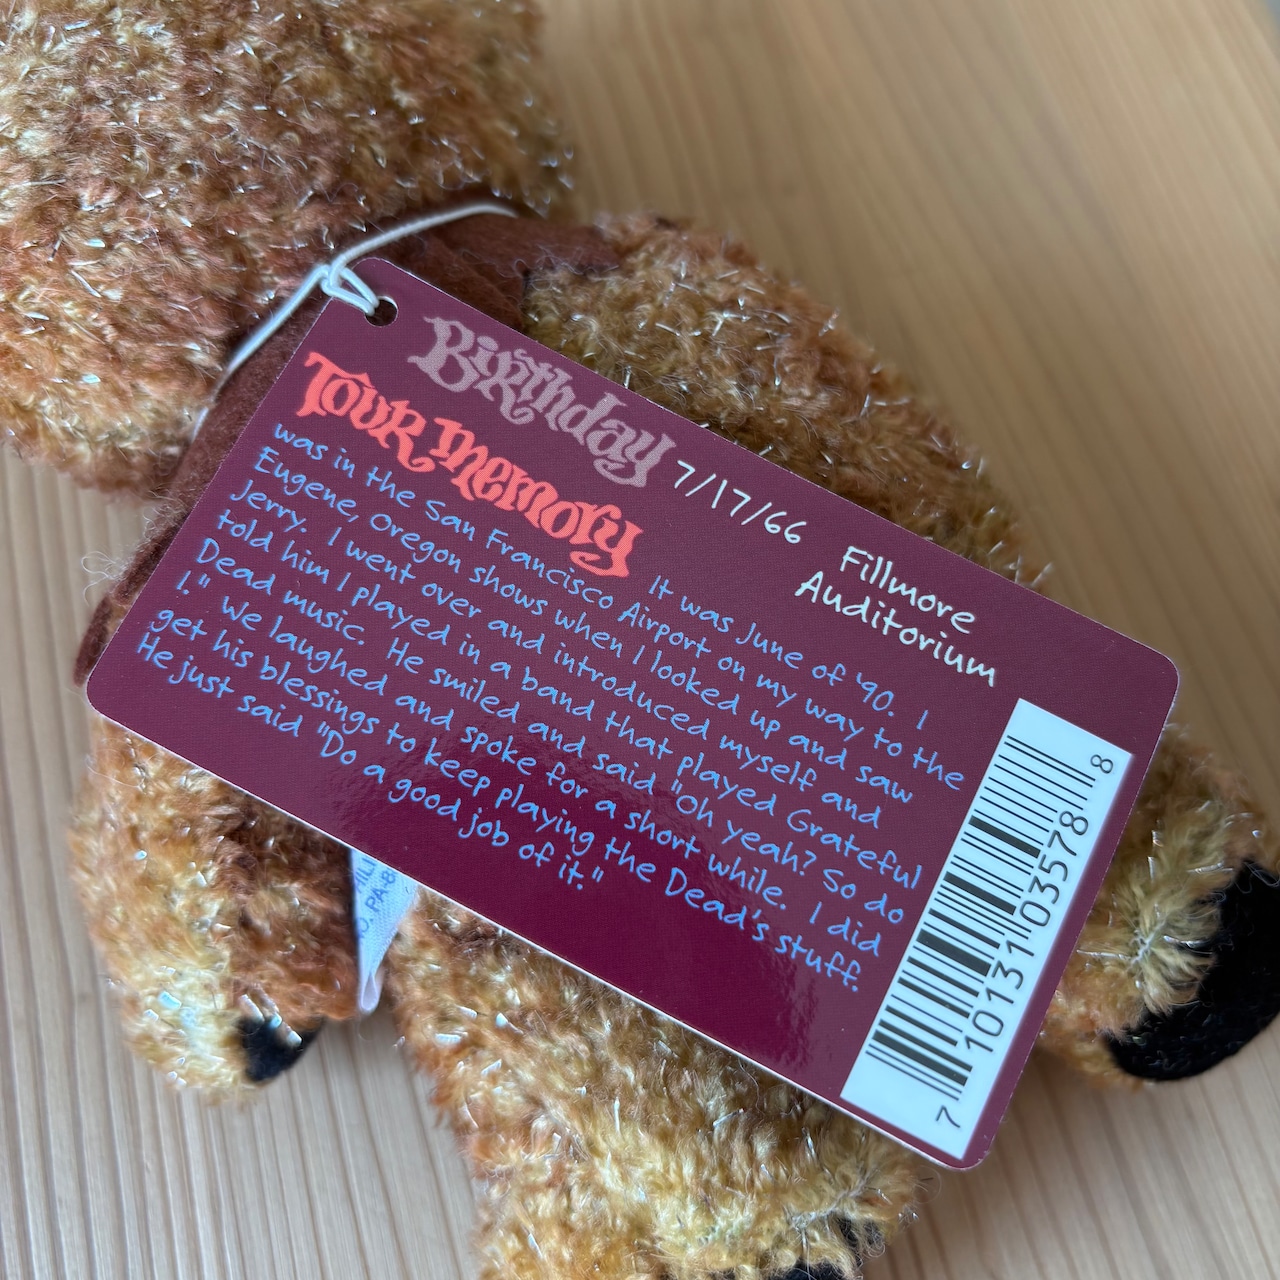 Birthday 7/17/66 Fillmore
Auditorium
Tour Memory It was June of '90. I
was in the San Francisco Airport on my way to the
Eugene, Oregon shows when I looked up and saw
Jerry. I went over and introduced myself and
told him I played in a band that played Grateful
Dead music. He smiled and said "Oh yeah? So do
I." We laughed and spoke for a short while. I did
get his blessings to keep playing the Dead's stuff.
He just said "Do a good job of it."
7 10131 03578 8